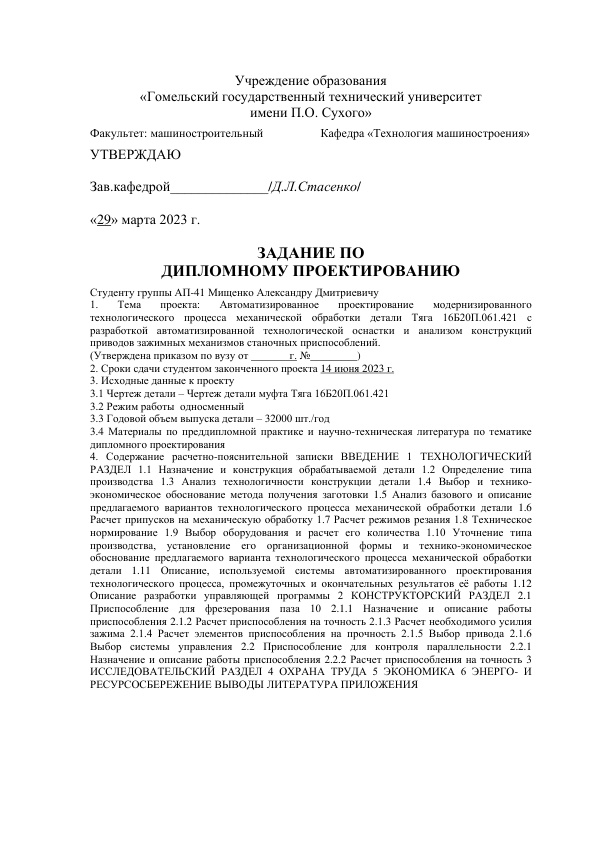 Учреждение образования
«Гомельский государственный технический университет
имени П.О. Сухого»
Факультет: машиностроительный Кафедра «Технология машиностроения»
УТВЕРЖДАЮ
Зав.кафедрой______________/Д.Л.Стасенко/
«29» марта 2023 г.
ЗАДАНИЕ ПО
ДИПЛОМНОМУ ПРОЕКТИРОВАНИЮ
Студенту группы АП-41 Мищенко Александру Дмитриевичу
1. Тема проекта: Автоматизированное проектирование модернизированного
технологического процесса механической обработки детали Тяга 16Б20П.061.421 с
разработкой автоматизированной технологической оснастки и анализом конструкций
приводов зажимных механизмов станочных приспособлений.
(Утверждена приказом по вузу от _______г. №________)
2. Сроки сдачи студентом законченного проекта 14 июня 2023 г.
3. Исходные данные к проекту
3.1 Чертеж детали – Чертеж детали муфта Тяга 16Б20П.061.421
3.2 Режим работы односменный
3.3 Годовой объем выпуска детали – 32000 шт./год
3.4 Материалы по преддипломной практике и научно-техническая литература по тематике
дипломного проектирования
4. Содержание расчетно-пояснительной записки ВВЕДЕНИЕ 1 ТЕХНОЛОГИЧЕСКИЙ
РАЗДЕЛ 1.1 Назначение и конструкция обрабатываемой детали 1.2 Определение типа
производства 1.3 Анализ технологичности конструкции детали 1.4 Выбор и технико-
экономическое обоснование метода получения заготовки 1.5 Анализ базового и описание
предлагаемого вариантов технологического процесса механической обработки детали 1.6
Расчет припусков на механическую обработку 1.7 Расчет режимов резания 1.8 Техническое
нормирование 1.9 Выбор оборудования и расчет его количества 1.10 Уточнение типа
производства, установление его организационной формы и технико-экономическое
обоснование предлагаемого варианта технологического процесса механической обработки
детали 1.11 Описание, используемой системы автоматизированного проектирования
технологического процесса, промежуточных и окончательных результатов её работы 1.12
Описание разработки управляющей программы 2 КОНСТРУКТОРСКИЙ РАЗДЕЛ 2.1
Приспособление для фрезерования паза 10 2.1.1 Назначение и описание работы
приспособления 2.1.2 Расчет приспособления на точность 2.1.3 Расчет необходимого усилия
зажима 2.1.4 Расчет элементов приспособления на прочность 2.1.5 Выбор привода 2.1.6
Выбор системы управления 2.2 Приспособление для контроля параллельности 2.2.1
Назначение и описание работы приспособления 2.2.2 Расчет приспособления на точность 3
ИССЛЕДОВАТЕЛЬСКИЙ РАЗДЕЛ 4 ОХРАНА ТРУДА 5 ЭКОНОМИКА 6 ЭНЕРГО- И
РЕСУРСОСБЕРЕЖЕНИЕ ВЫВОДЫ ЛИТЕРАТУРА ПРИЛОЖЕНИЯ